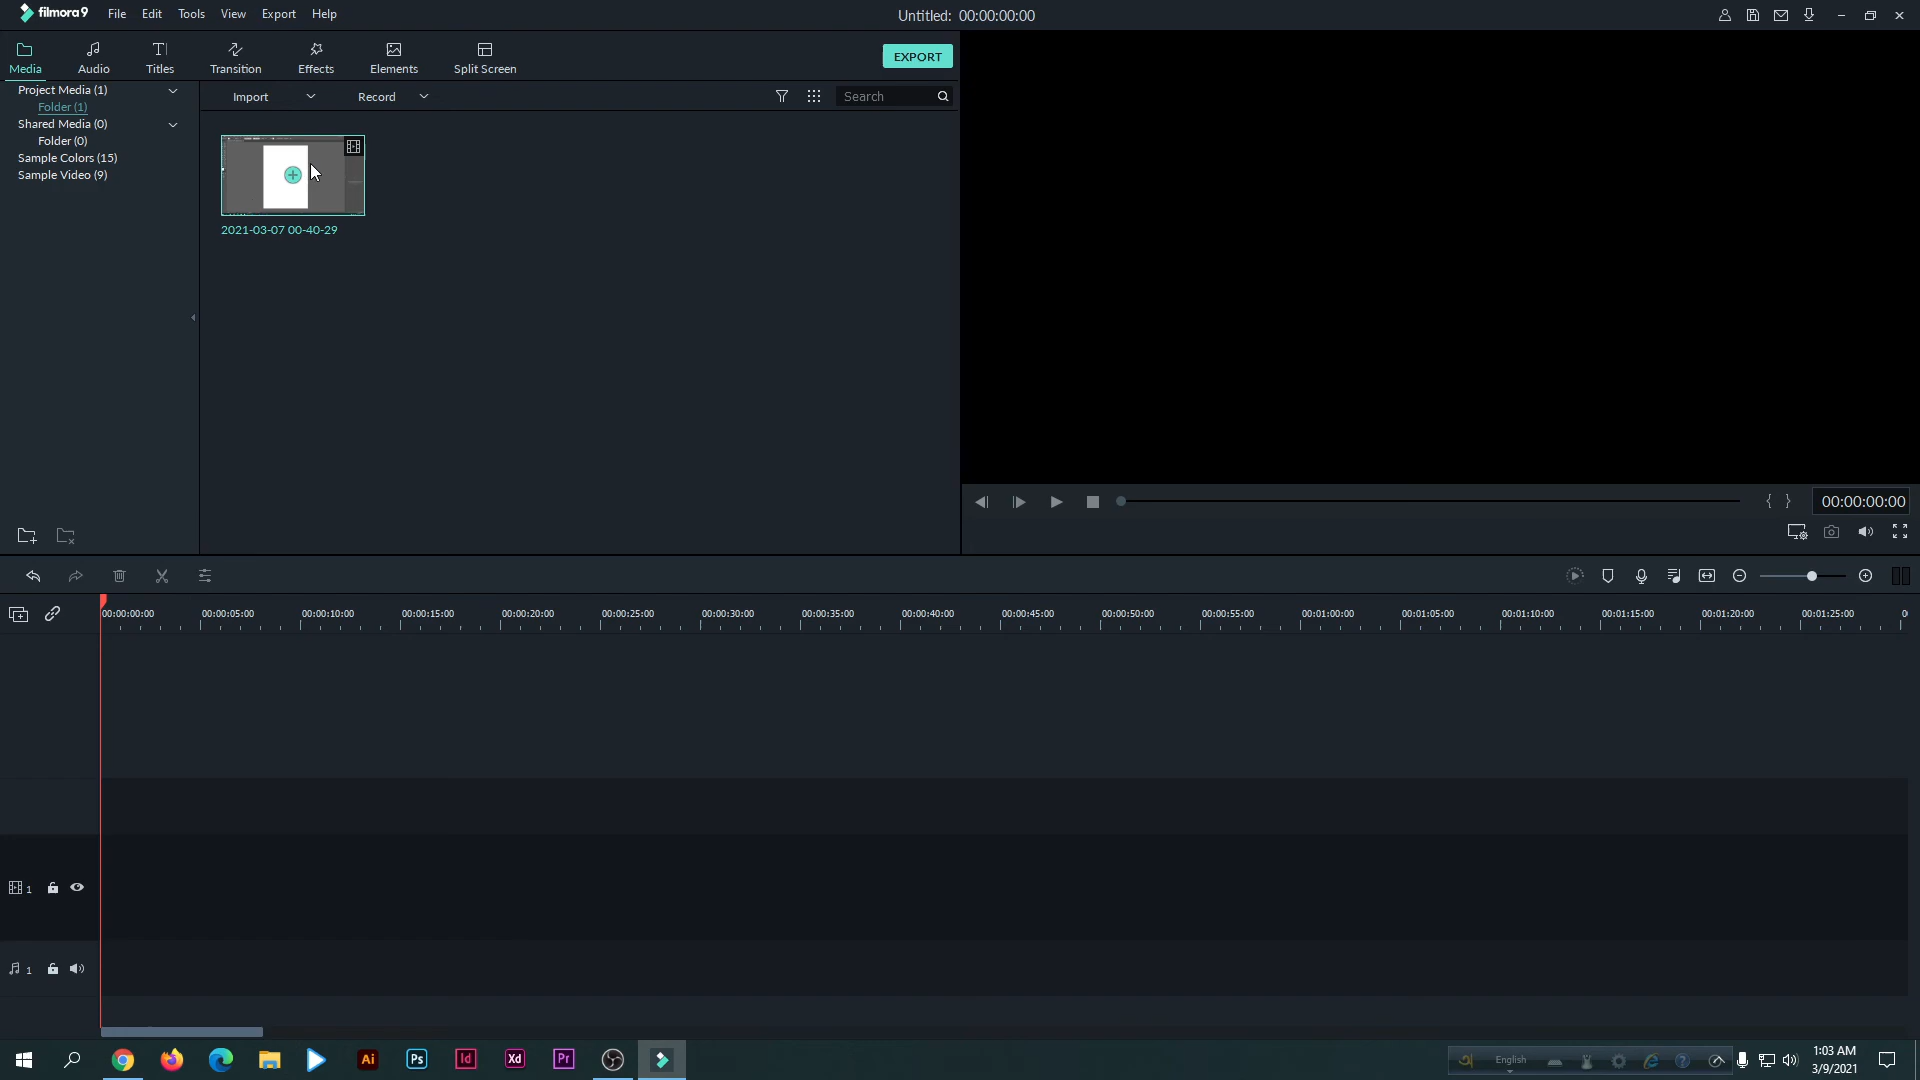 filmora9 File Edit Tools View Export Help
Untitled: 00:00:00:00
Media Audio Titles Transition Effects Elements Split Screen
EXPORT
Project Media (1)
Folder (1)
Shared Media (0)
Folder (0)
Sample Colors (15)
Sample Video (9)
Import Record Search
2021-03-07 00-40-29
00:00:00:00
00:00:00:00 00:00:05:00 00:00:10:00 00:00:15:00 00:00:20:00 00:00:25:00 00:00:30:00 00:00:35:00 00:00:40:00 00:00:45:00 00:00:50:00 00:00:55:00 00:01:00:00 00:01:05:00 00:01:10:00 00:01:15:00 00:01:20:00 00:01:25:00
1
1
Ai Ps Id Xd Pr
English
1:03 AM
3/9/2021